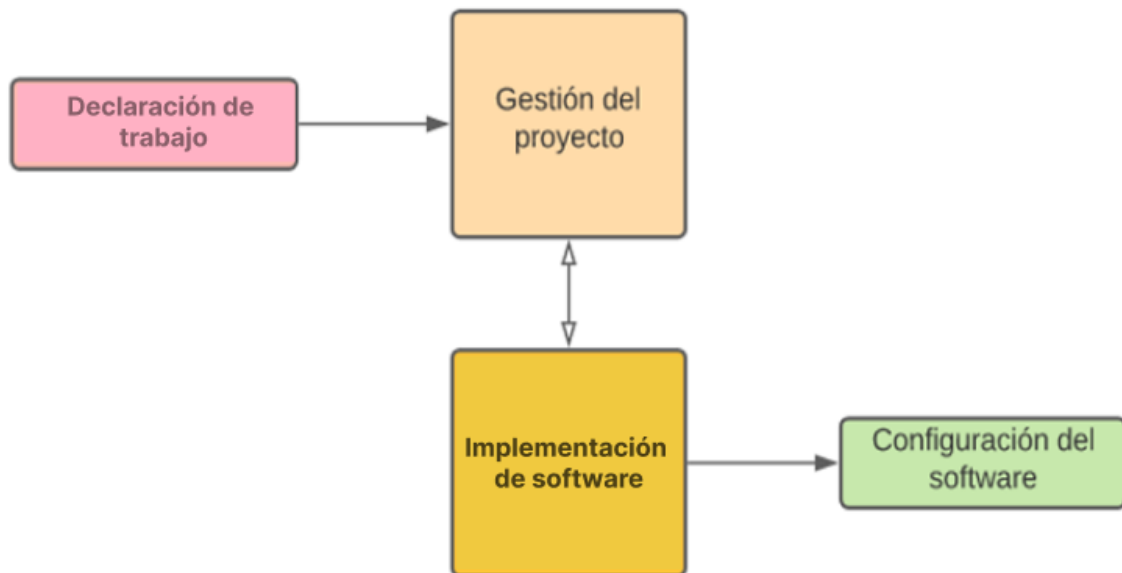 Declaración de
trabajo
Gestión del
proyecto
Implementación
de software
Configuración del
software